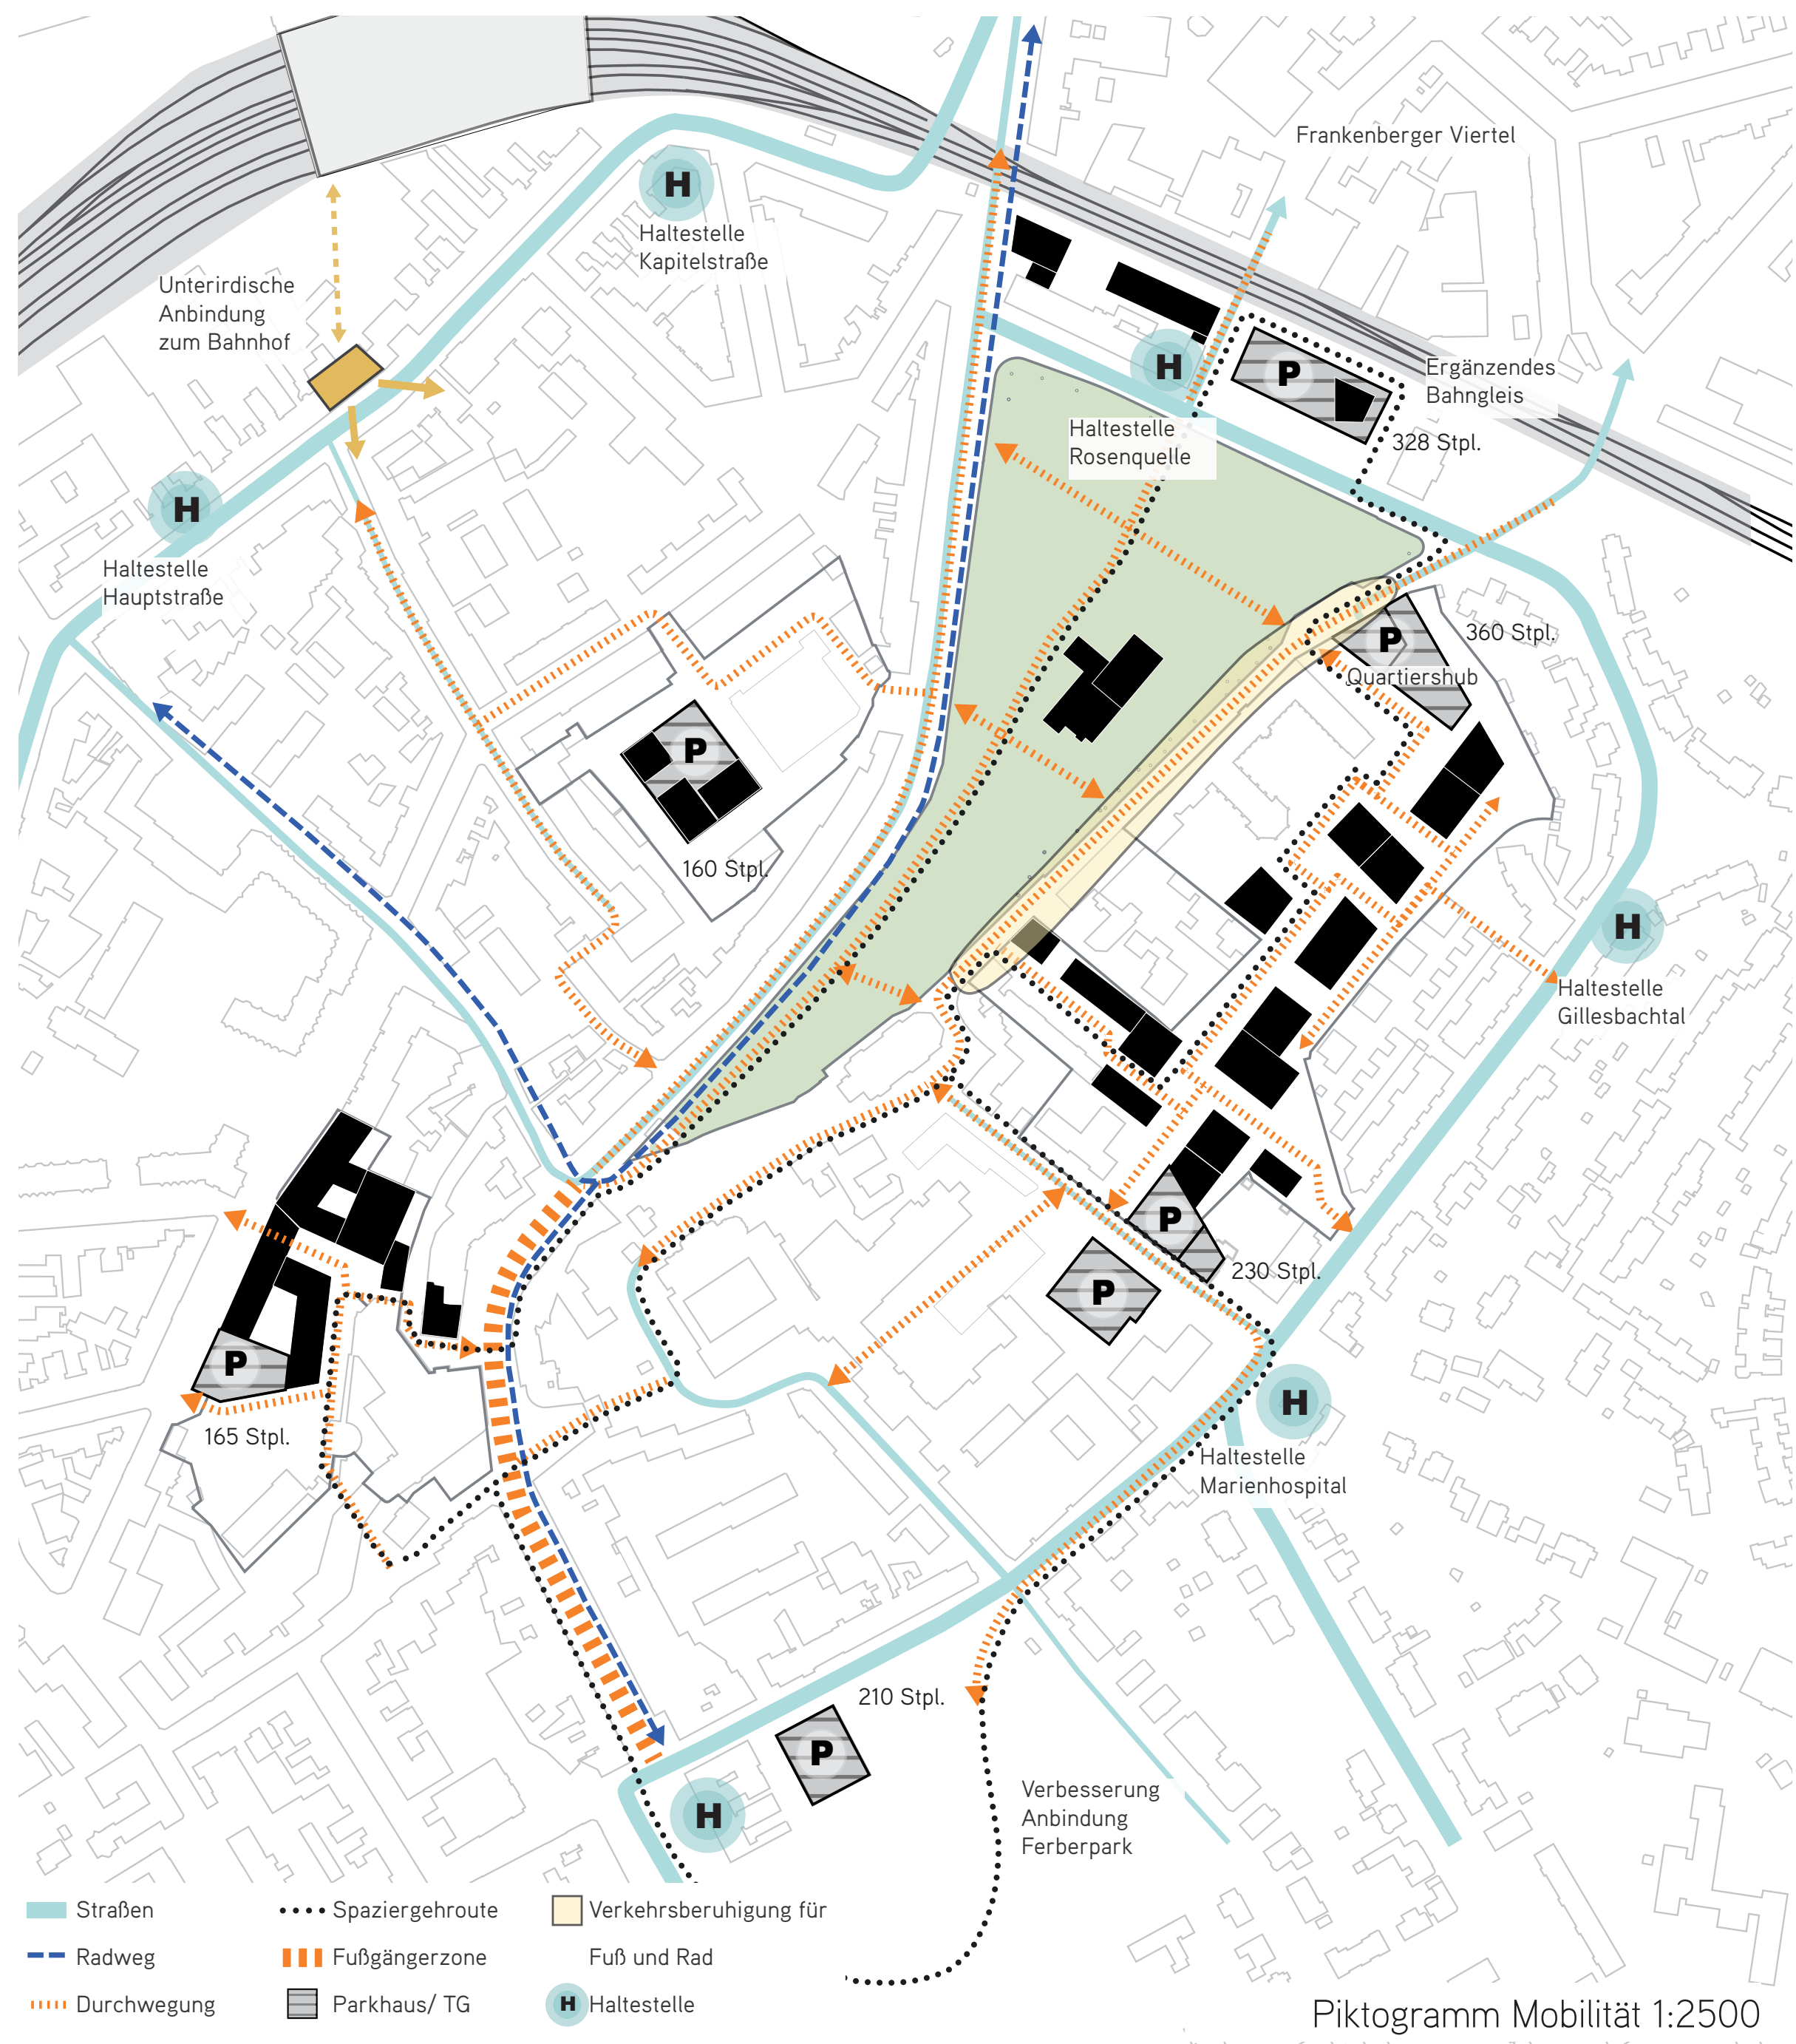 Frankenberger Viertel
H
Haltestelle
Kapitelstraße
Unterirdische
Anbindung
zum Bahnhof
H
Haltestelle
Rosenquelle
P
Ergänzendes
Bahngleis
328 Stpl.
H
Haltestelle
Hauptstraße
P
360 Stpl.
Quartiershub
P
160 Stpl.
H
Haltestelle
Gillesbachtal
P
230 Stpl.
P
P
165 Stpl.
H
Haltestelle
Marienhospital
210 Stpl.
P
H
Verbesserung
Anbindung
Ferberpark
Straßen
Radweg
Durchwegung
Spaziergehroute
Fußgängerzone
Parkhaus/ TG
Verkehrsberuhigung für
Fuß und Rad
H Haltestelle
Piktogramm Mobilität 1:2500